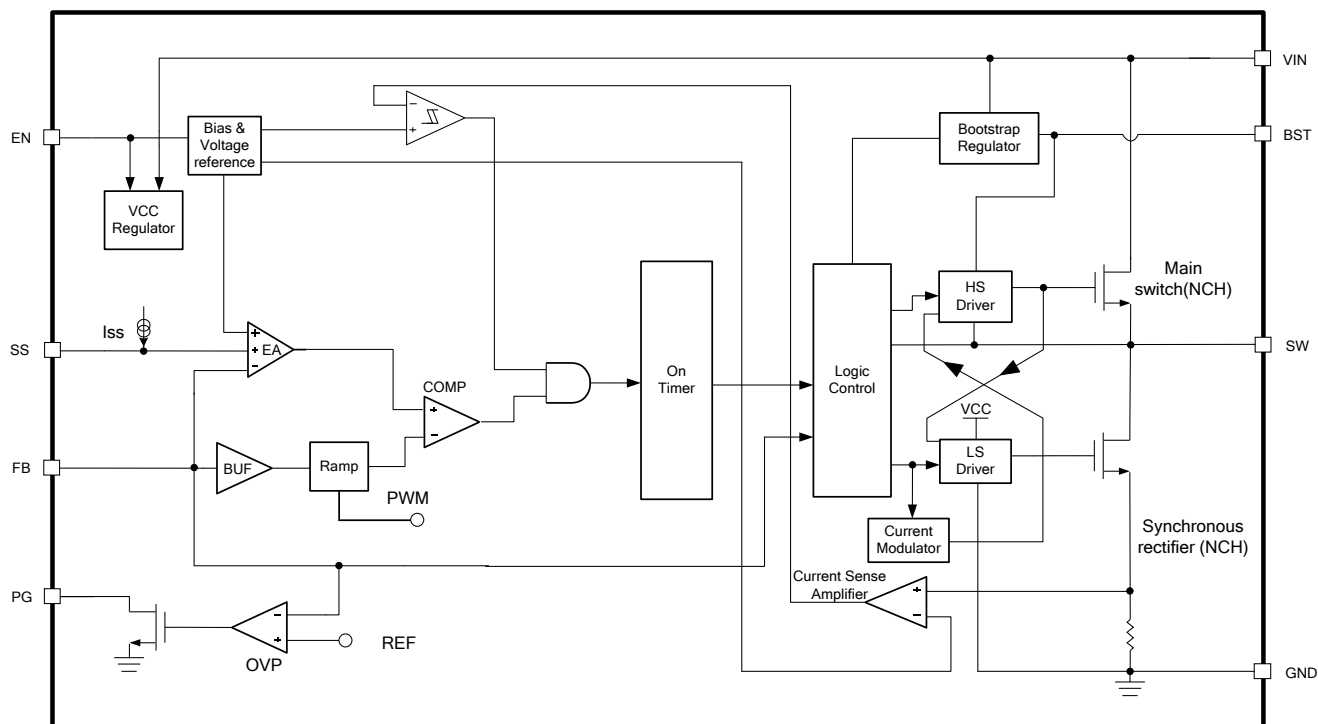 VIN
EN
Bias &
Voltage
reference
−
+
Bootstrap
Regulator
BST
VCC
Regulator
HS
Driver
Main
switch(NCH)
Iss
SS
+
+
−
EA
On
Timer
Logic
Control
SW
COMP
+
−
VCC
FB
BUF
Ramp
LS
Driver
PWM
Current
Modulator
Synchronous
rectifier (NCH)
Current Sense
Amplifier
+
−
PG
−
+
REF
OVP
GND